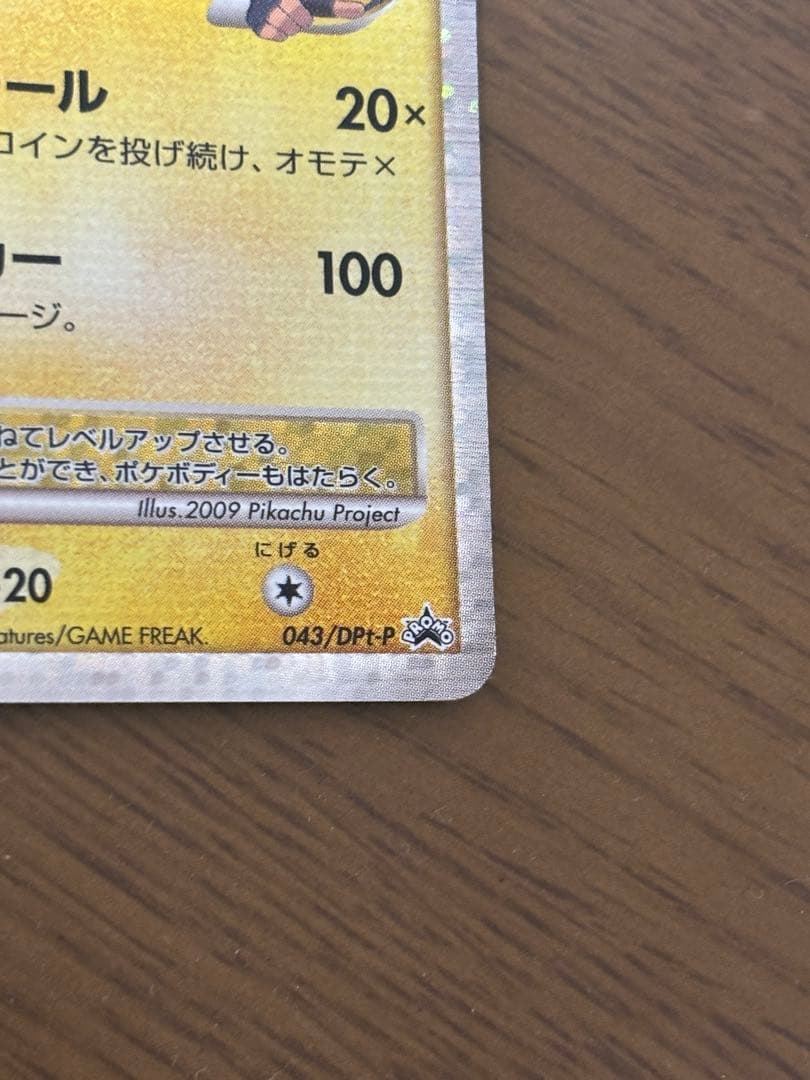 ール
20×
コインを投げ続け、オモテ×
リー
100
ージ。
ねてレベルアップさせる。
とができ、ポケボディーもはたらく。
Illus.2009 Pikachu Project
にげる
20
atures/GAME FREAK.
043/DPt-P
PROMO